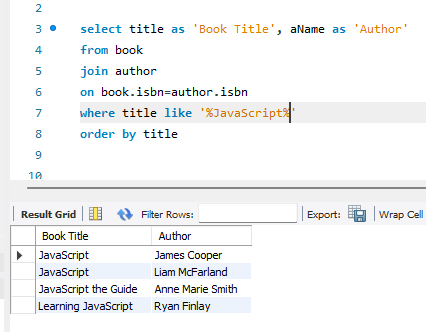 2
3 select title as 'Book Title', aName as 'Author'
4 from book
5 join author
6 on book.isbn=author.isbn
7 where title like '%JavaScript%'
8 order by title
9
10
Result Grid Filter Rows: Export: Wrap Cell
Book Title Author
JavaScript James Cooper
JavaScript Liam McFarland
JavaScript the Guide Anne Marie Smith
Learning JavaScript Ryan Finlay